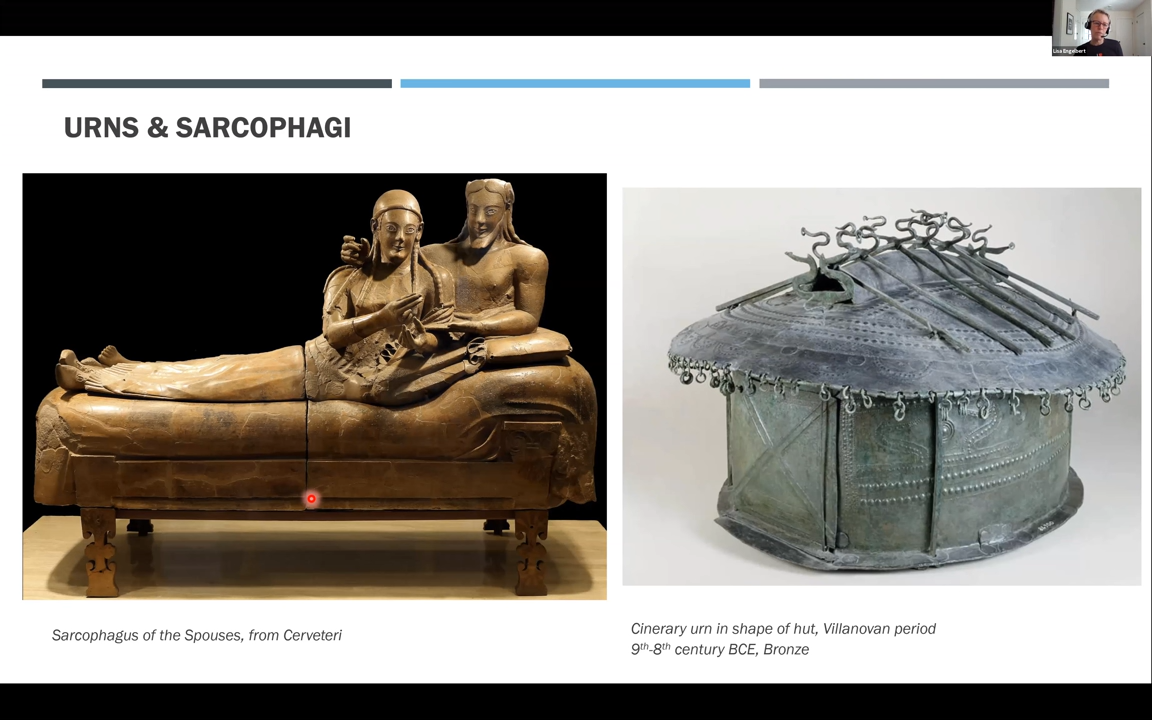 Lisa Engelbert
URNS & SARCOPHAGI
Sarcophagus of the Spouses, from Cerveteri
Cinerary urn in shape of hut, Villanovan period
9th-8th century BCE, Bronze